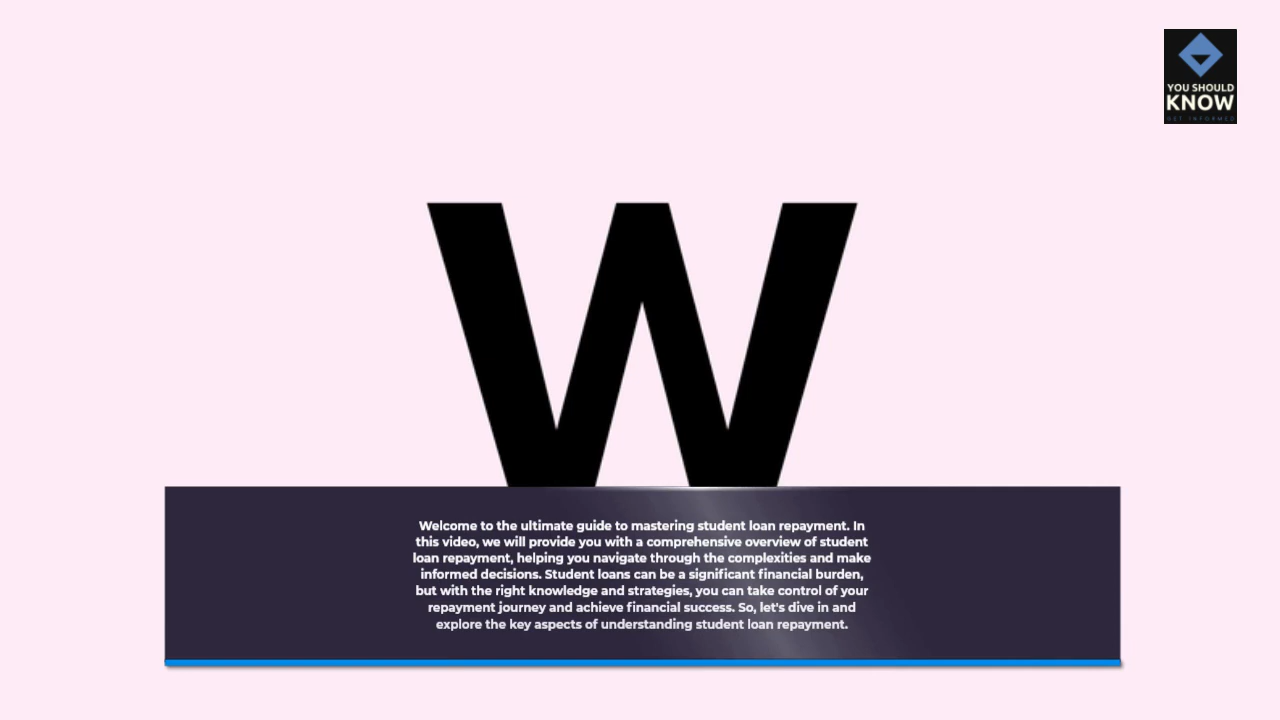 YOU SHOULD
KNOW
GET INFORMED
W
Welcome to the ultimate guide to mastering student loan repayment. In
this video, we will provide you with a comprehensive overview of student
loan repayment, helping you navigate through the complexities and make
informed decisions. Student loans can be a significant financial burden,
but with the right knowledge and strategies, you can take control of your
repayment journey and achieve financial success. So, let's dive in and
explore the key aspects of understanding student loan repayment.